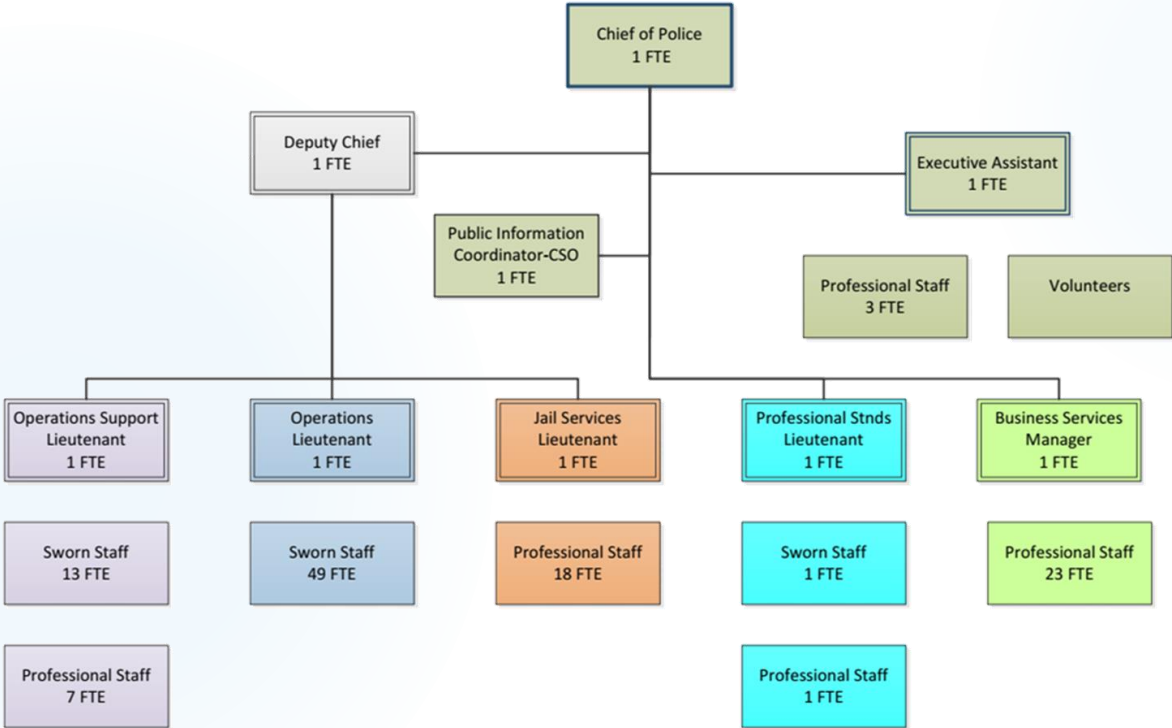 Chief of Police
1 FTE
Deputy Chief
1 FTE
Executive Assistant
1 FTE
Public Information
Coordinator-CSO
1 FTE
Professional Staff
3 FTE
Volunteers
Operations Support
Lieutenant
1 FTE
Operations
Lieutenant
1 FTE
Jail Services
Lieutenant
1 FTE
Professional Stnds
Lieutenant
1 FTE
Business Services
Manager
1 FTE
Sworn Staff
13 FTE
Sworn Staff
49 FTE
Professional Staff
18 FTE
Sworn Staff
1 FTE
Professional Staff
23 FTE
Professional Staff
7 FTE
Professional Staff
1 FTE